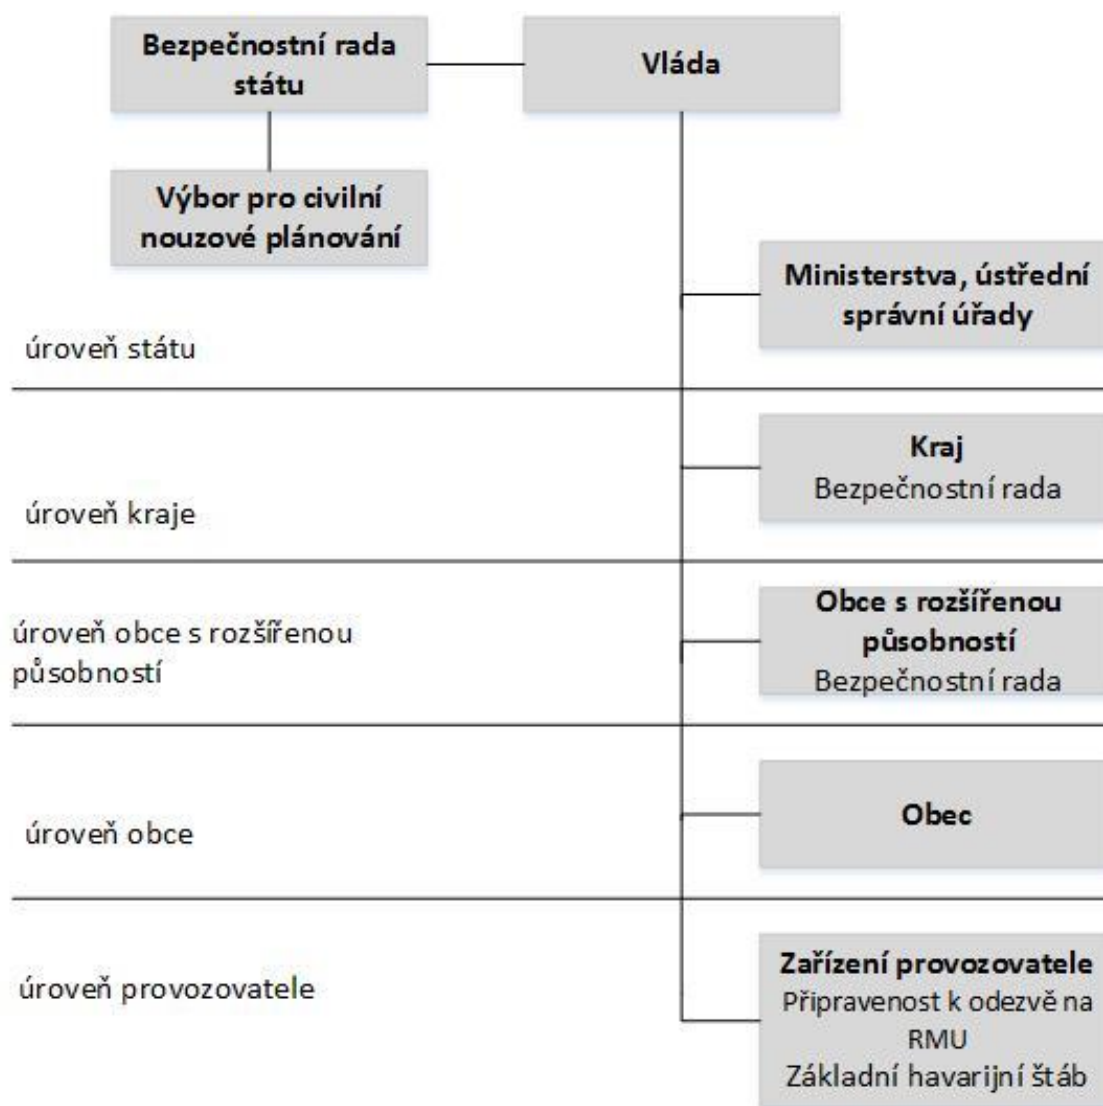 Bezpečnostní rada
státu
Vláda
Výbor pro civilní
nouzové plánování
Ministerstva, ústřední
správní úřady
úroveň státu
Kraj
Bezpečnostní rada
úroveň kraje
Obce s rozšířenou
působností
Bezpečnostní rada
úroveň obce s rozšířenou
působností
Obec
úroveň obce
Zařízení provozovatele
Připravenost k odezvě na
RMU
Základní havarijní štáb
úroveň provozovatele